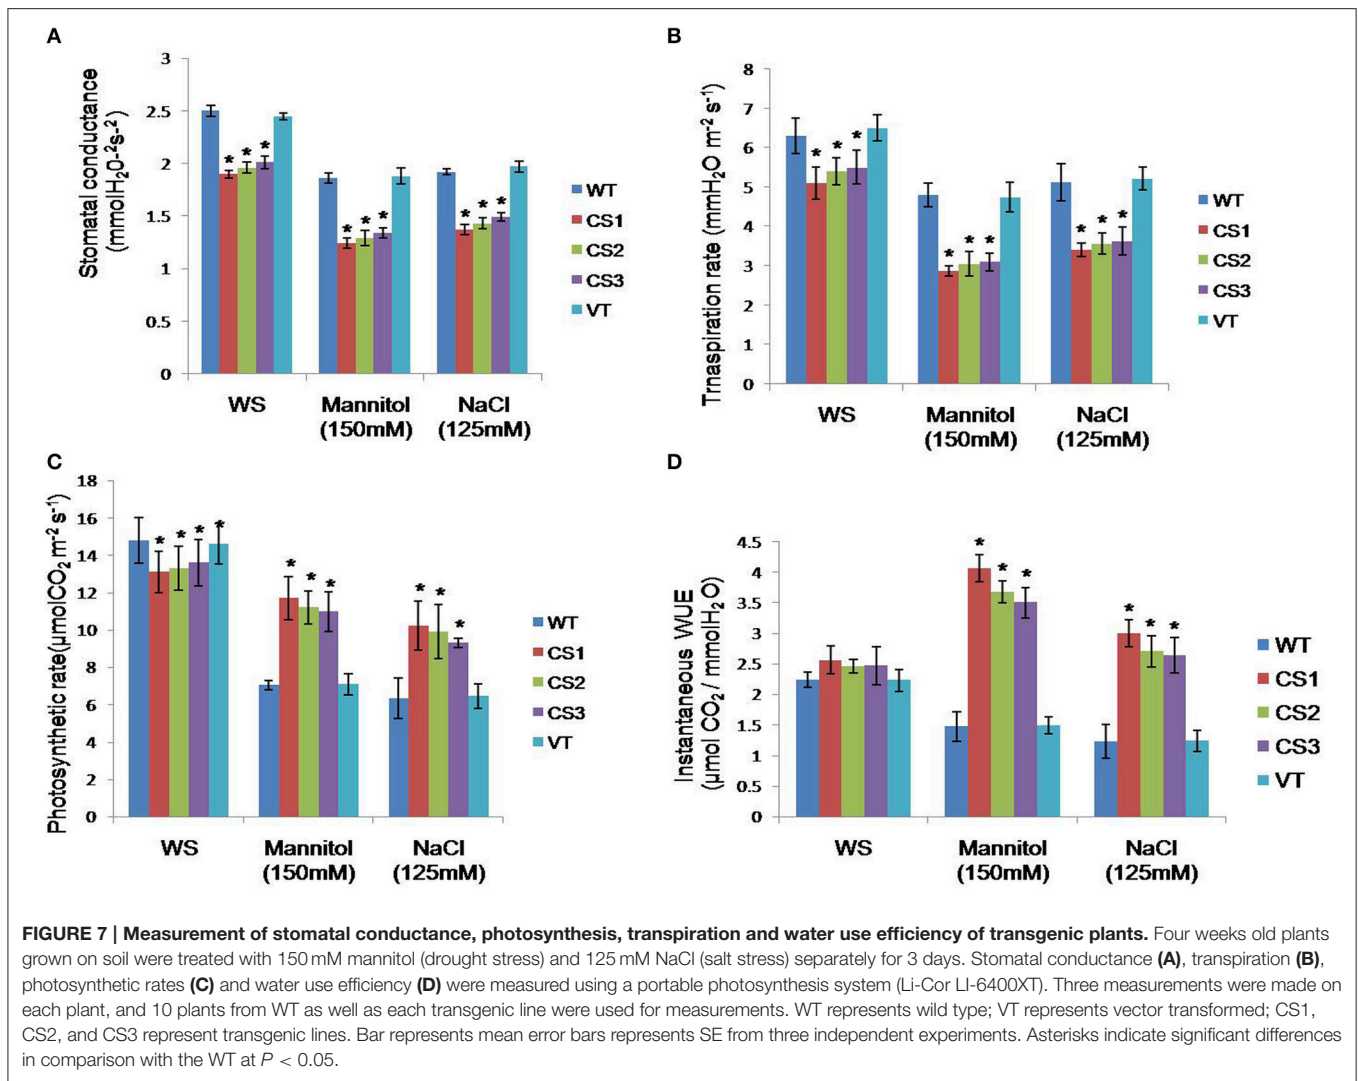 A
Stomatal conductance
(mmolH2O-2s-2)
3
2.5
2
1.5
1
0.5
0
* * *
* * *
* * *
WS
Mannitol
(150mM)
NaCl
(125mM)
WT
CS1
CS2
CS3
VT
B
Trnaspiration rate (mmH2O m-2 s-1)
8
7
6
5
4
3
2
1
0
* * *
* * *
* * *
WS
Mannitol
(150mM)
NaCl
(125mM)
WT
CS1
CS2
CS3
VT
C
Photosynthetic rate(µmolCO2 m-2 s-1)
18
16
14
12
10
8
6
4
2
0
* * * *
* * *
* * *
WS
Mannitol
(150mM)
NaCl
(125mM)
WT
CS1
CS2
CS3
VT
D
Instantaneous WUE
(µmol CO2 / mmolH2O)
4.5
4
3.5
3
2.5
2
1.5
1
0.5
0
* * *
* * *
WS
Mannitol
(150mM)
NaCl
(125mM)
WT
CS1
CS2
CS3
VT
FIGURE 7 | Measurement of stomatal conductance, photosynthesis, transpiration and water use efficiency of transgenic plants. Four weeks old plants
grown on soil were treated with 150 mM mannitol (drought stress) and 125 mM NaCl (salt stress) separately for 3 days. Stomatal conductance (A), transpiration (B),
photosynthetic rates (C) and water use efficiency (D) were measured using a portable photosynthesis system (Li-Cor LI-6400XT). Three measurements were made on
each plant, and 10 plants from WT as well as each transgenic line were used for measurements. WT represents wild type; VT represents vector transformed; CS1,
CS2, and CS3 represent transgenic lines. Bar represents mean error bars represents SE from three independent experiments. Asterisks indicate significant differences
in comparison with the WT at P < 0.05.